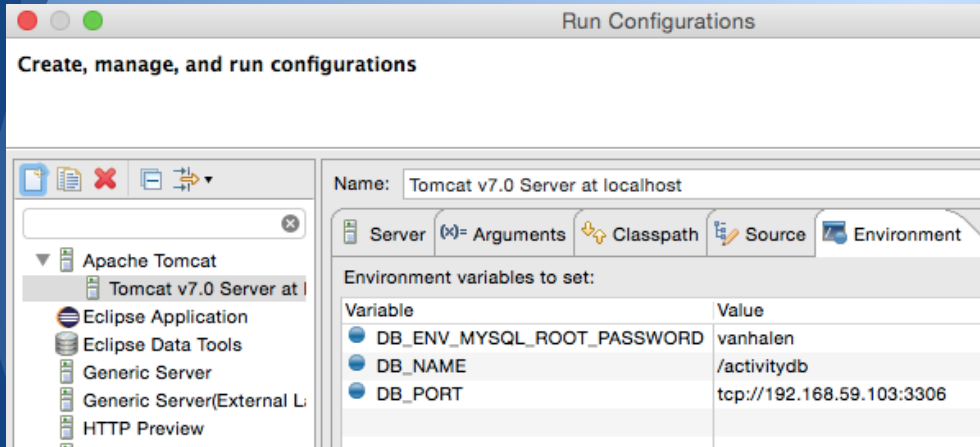 Run Configurations
Create, manage, and run configurations
Name: Tomcat v7.0 Server at localhost
Server (x)= Arguments Classpath Source Environment
Apache Tomcat
Tomcat v7.0 Server at
Eclipse Application
Eclipse Data Tools
Generic Server
Generic Server(External
HTTP Preview
Environment variables to set:
Variable Value
DB_ENV_MYSQL_ROOT_PASSWORD vanhalen
DB_NAME /activitydb
DB_PORT tcp://192.168.59.103:3306